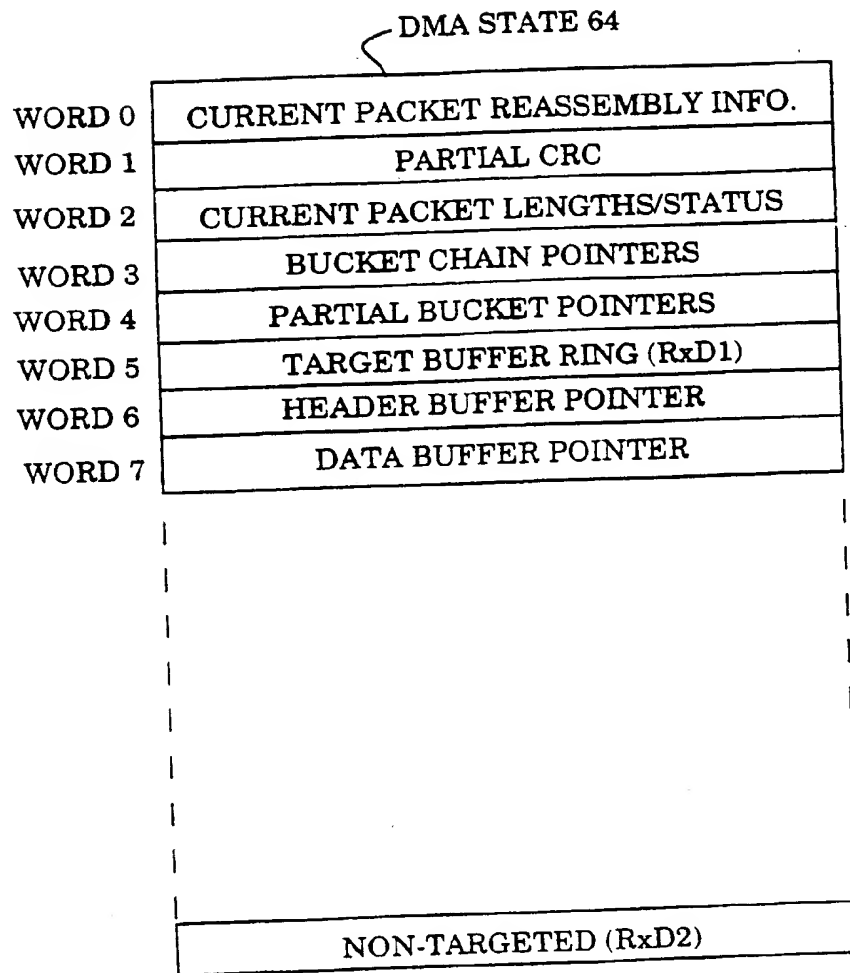 DMA STATE 64
WORD 0 CURRENT PACKET REASSEMBLY INFO.
WORD 1 PARTIAL CRC
WORD 2 CURRENT PACKET LENGTHS/STATUS
WORD 3 BUCKET CHAIN POINTERS
WORD 4 PARTIAL BUCKET POINTERS
WORD 5 TARGET BUFFER RING (RxD1)
WORD 6 HEADER BUFFER POINTER
WORD 7 DATA BUFFER POINTER
NON-TARGETED (RxD2)